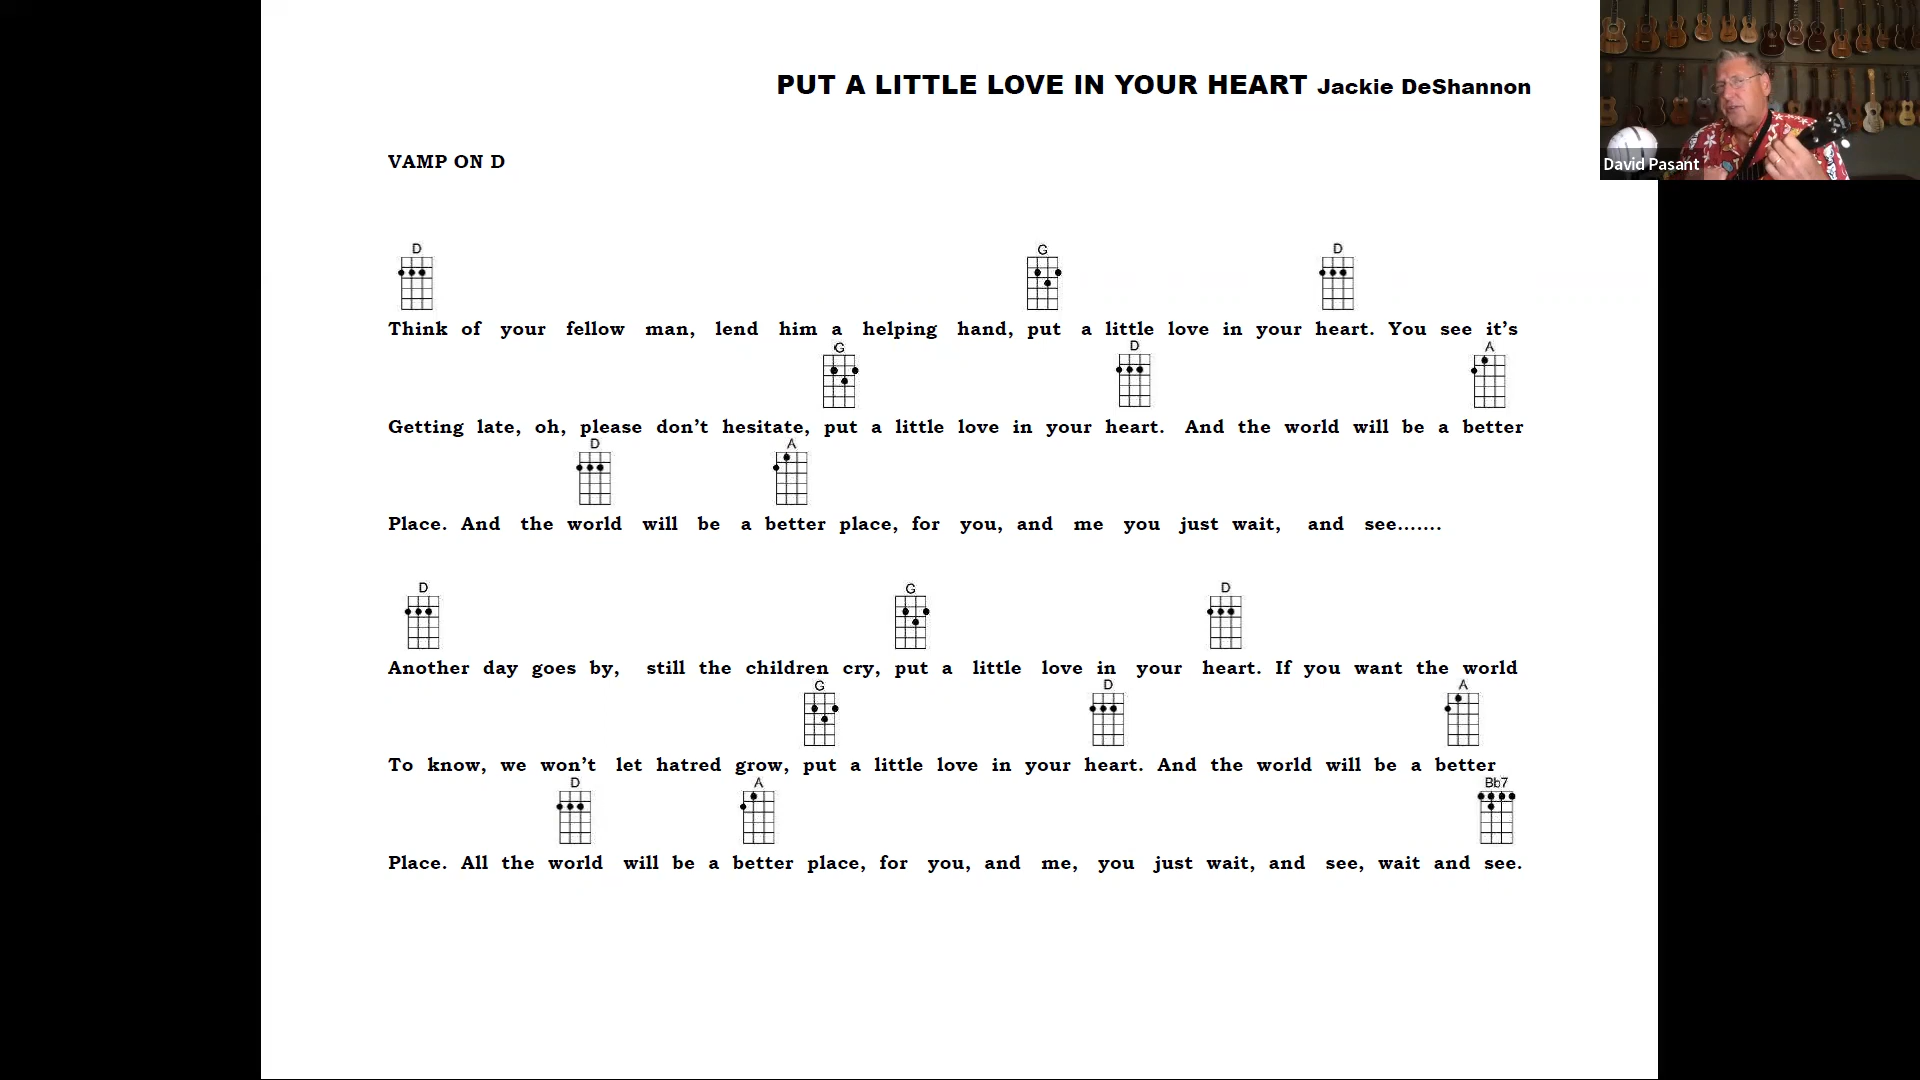 PUT A LITTLE LOVE IN YOUR HEART Jackie DeShannon
David Pasant
VAMP ON D
D G D
Think of your fellow man, lend him a helping hand, put a little love in your heart. You see it’s
G D A
Getting late, oh, please don’t hesitate, put a little love in your heart. And the world will be a better
D A
Place. And the world will be a better place, for you, and me you just wait, and see…….
D G D
Another day goes by, still the children cry, put a little love in your heart. If you want the world
G D A
To know, we won’t let hatred grow, put a little love in your heart. And the world will be a better
D A Bb7
Place. All the world will be a better place, for you, and me, you just wait, and see, wait and see.